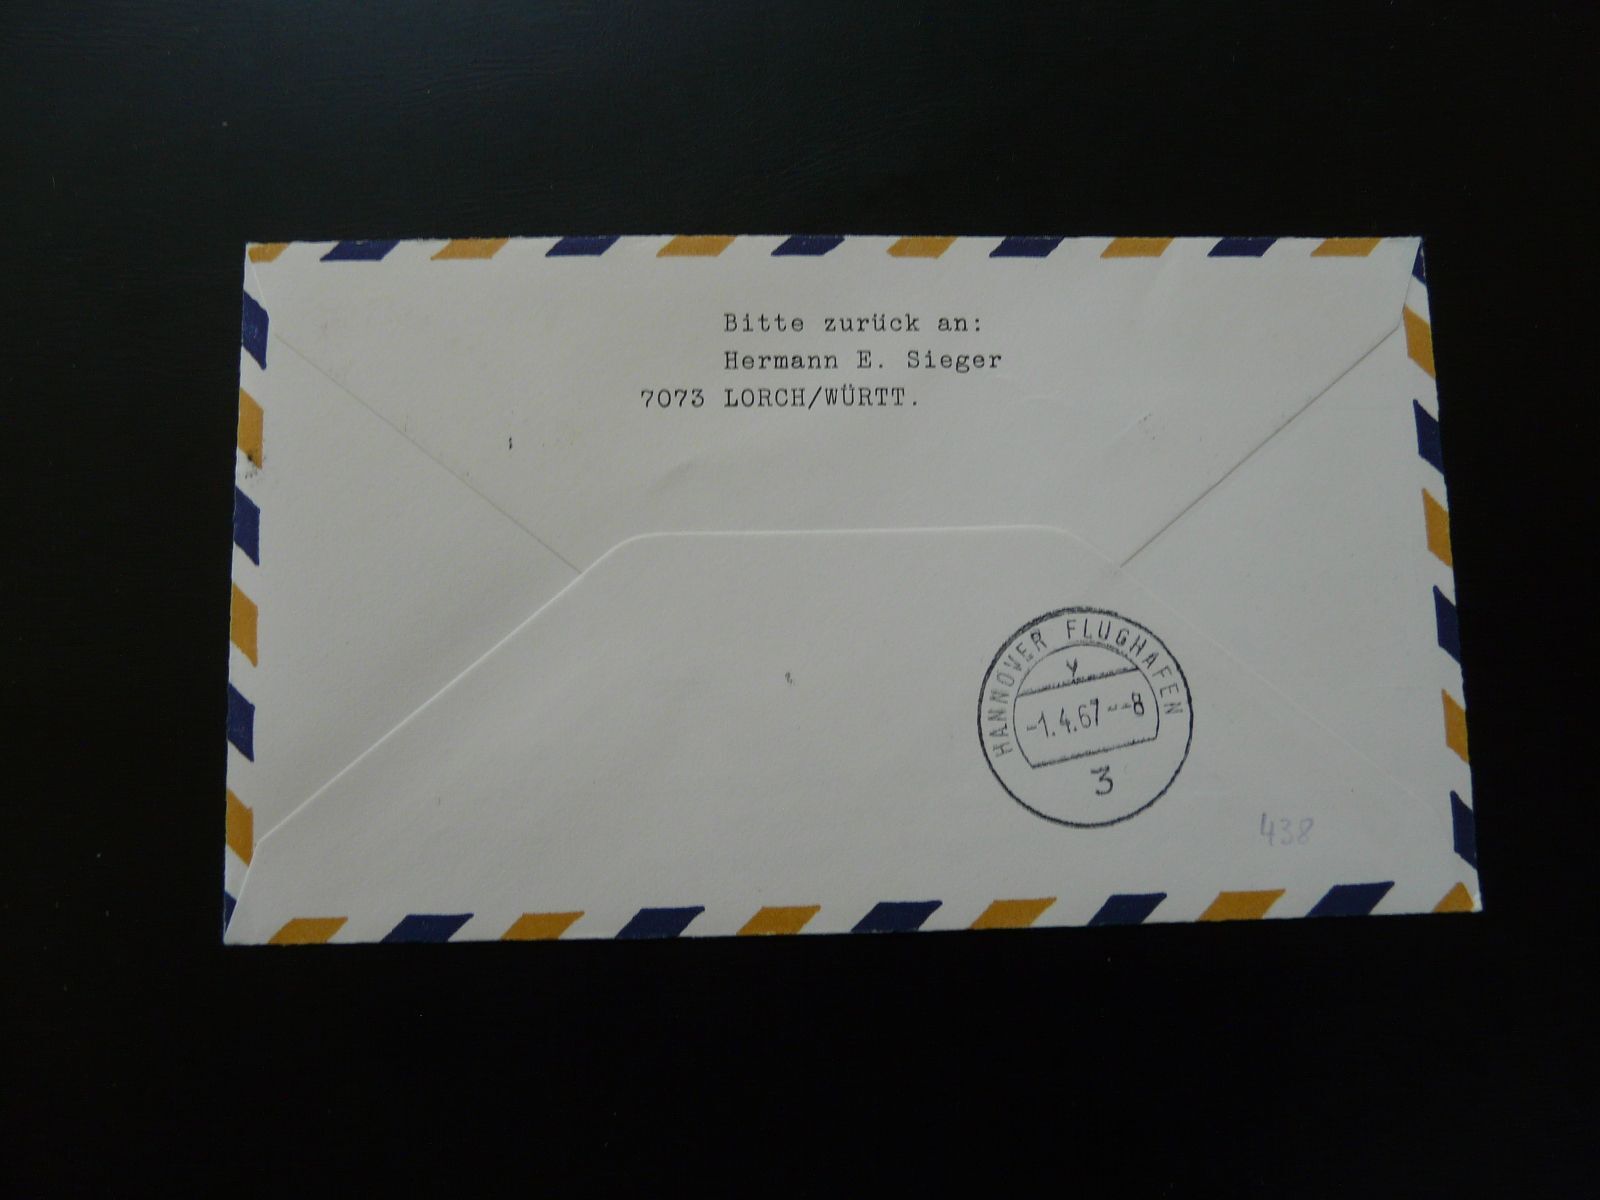 Bitte zurück an:
Hermann E. Sieger
7073 LORCH/WÜRTT.
HANNOVER FLUGHAFEN
y
-1.4.67--8
3
438